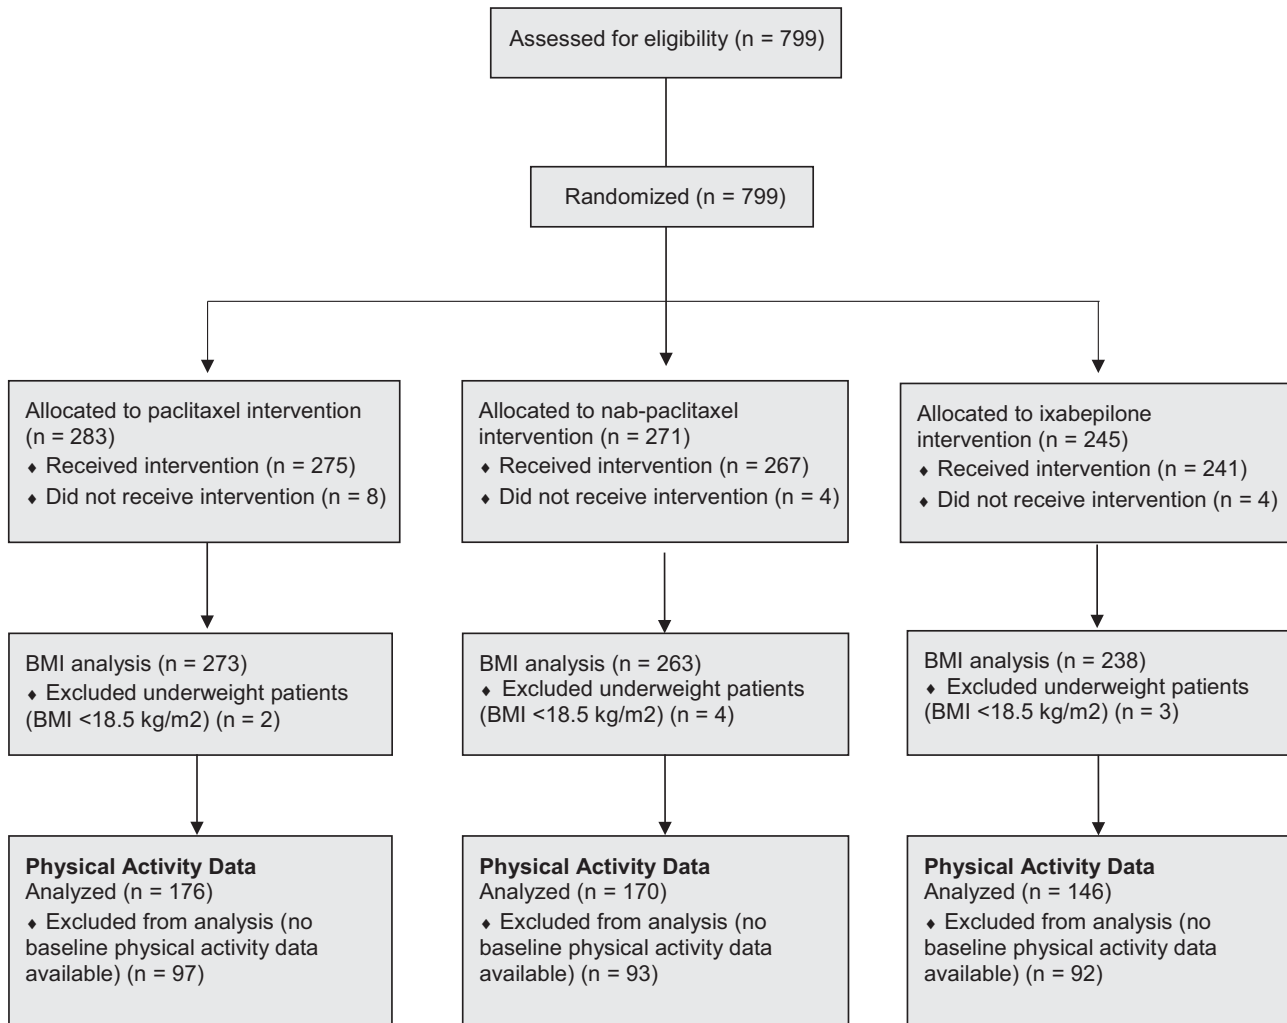 Assessed for eligibility (n = 799)
Randomized (n = 799)
Allocated to paclitaxel intervention
(n = 283)
♦ Received intervention (n = 275)
♦ Did not receive intervention (n = 8)
Allocated to nab-paclitaxel
intervention (n = 271)
♦ Received intervention (n = 267)
♦ Did not receive intervention (n = 4)
Allocated to ixabepilone
intervention (n = 245)
♦ Received intervention (n = 241)
♦ Did not receive intervention (n = 4)
BMI analysis (n = 273)
♦ Excluded underweight patients
(BMI <18.5 kg/m2) (n = 2)
BMI analysis (n = 263)
♦ Excluded underweight patients
(BMI <18.5 kg/m2) (n = 4)
BMI analysis (n = 238)
♦ Excluded underweight patients
(BMI <18.5 kg/m2) (n = 3)
Physical Activity Data
Analyzed (n = 176)
♦ Excluded from analysis (no
baseline physical activity data
available) (n = 97)
Physical Activity Data
Analyzed (n = 170)
♦ Excluded from analysis (no
baseline physical activity data
available) (n = 93)
Physical Activity Data
Analyzed (n = 146)
♦ Excluded from analysis (no
baseline physical activity data
available) (n = 92)